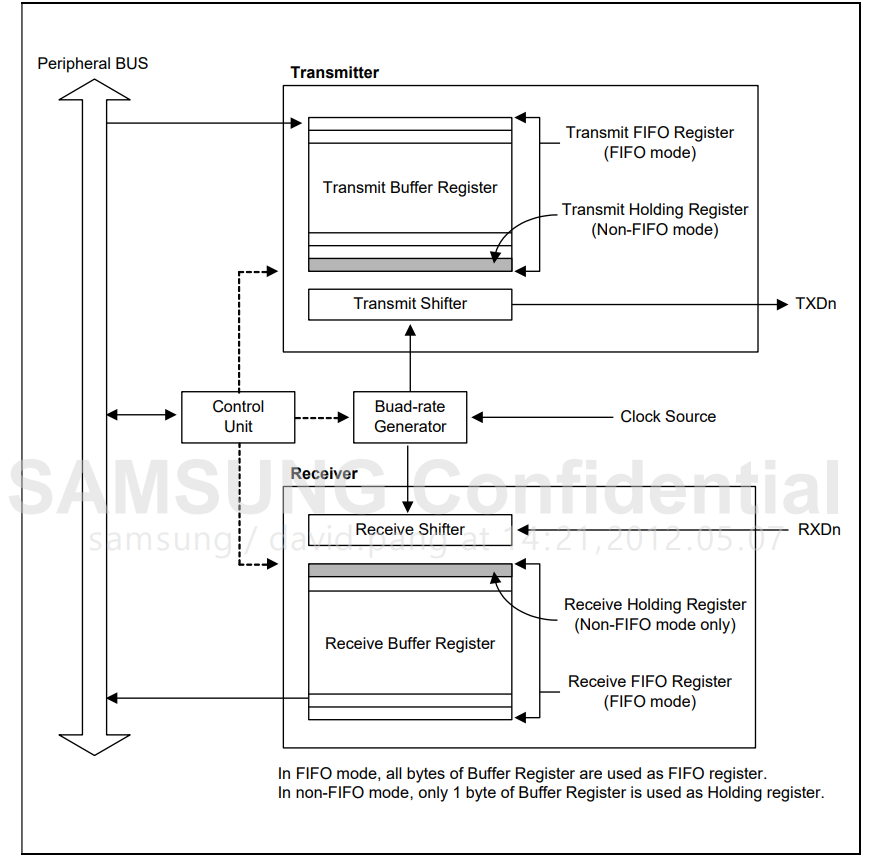 Peripheral BUS
Transmitter
Transmit FIFO Register
(FIFO mode)
Transmit Buffer Register
Transmit Holding Register
(Non-FIFO mode)
Transmit Shifter
TXDn
Control
Unit
Buad-rate
Generator
Clock Source
SAMSUNG Confidential
Receiver
samsung / david.pang at 14:21,2012.05.07
Receive Shifter
RXDn
Receive Holding Register
(Non-FIFO mode only)
Receive Buffer Register
Receive FIFO Register
(FIFO mode)
In FIFO mode, all bytes of Buffer Register are used as FIFO register.
In non-FIFO mode, only 1 byte of Buffer Register is used as Holding register.